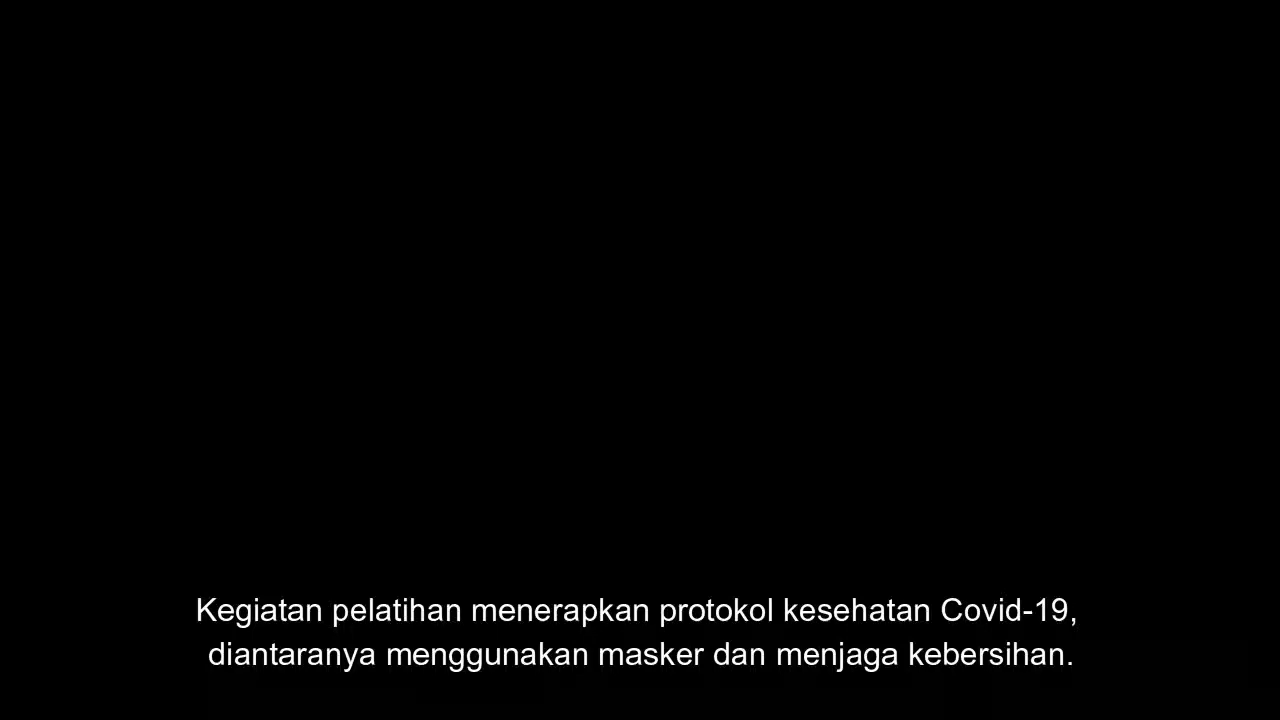 Kegiatan pelatihan menerapkan protokol kesehatan Covid-19,
diantaranya menggunakan masker dan menjaga kebersihan.